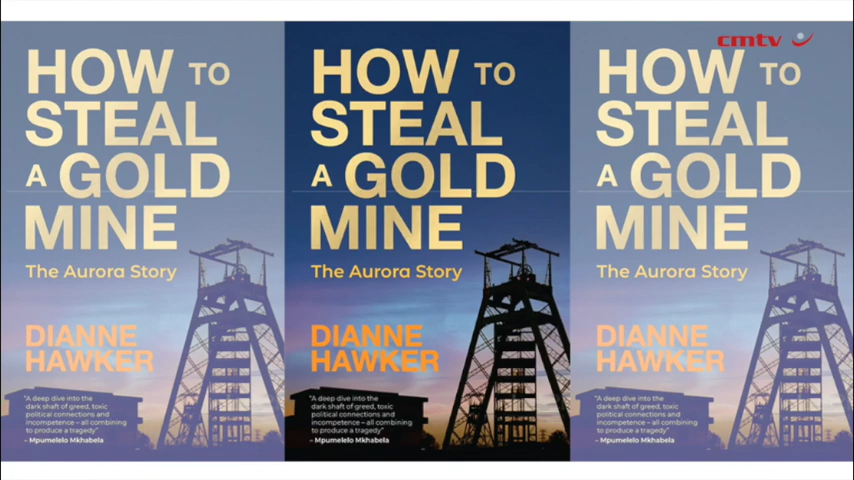 cmtv
HOW TO
STEAL
A GOLD
MINE
The Aurora Story
DIANNE
HAWKER
"A deep dive into the
dark shaft of greed, toxic
political connections and
incompetence – all combining
to produce a tragedy"
– Mpumelelo Mkhabela
HOW TO
STEAL
A GOLD
MINE
The Aurora Story
DIANNE
HAWKER
"A deep dive into the
dark shaft of greed, toxic
political connections and
incompetence – all combining
to produce a tragedy"
– Mpumelelo Mkhabela
HOW TO
STEAL
A GOLD
MINE
The Aurora Story
DIANNE
HAWKER
"A deep dive into the
dark shaft of greed, toxic
political connections and
incompetence – all combining
to produce a tragedy"
– Mpumelelo Mkhabela